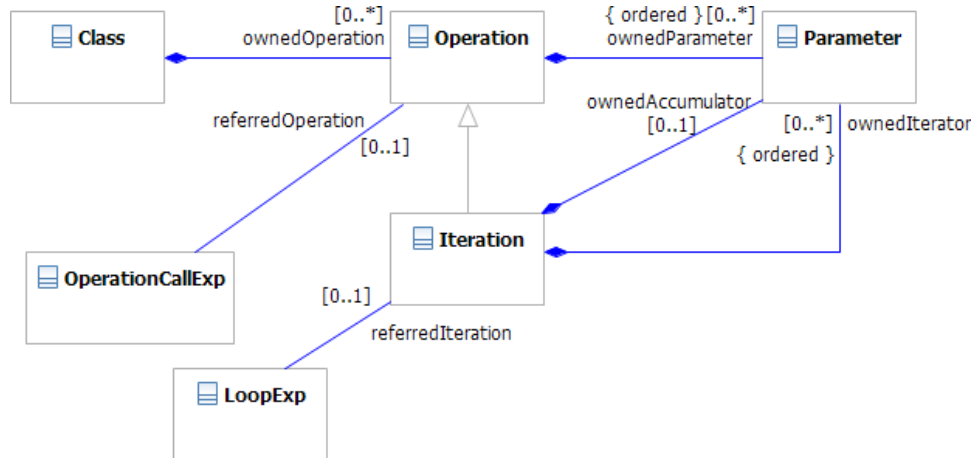 [0..*]
{ ordered }[0..*]
Class
ownedOperation
Operation
ownedParameter
Parameter
referredOperation
[0..1]
ownedAccumulator
[0..1]
[0..*]
ownedIterator
{ ordered }
Iteration
OperationCallExp
[0..1]
referredIteration
LoopExp